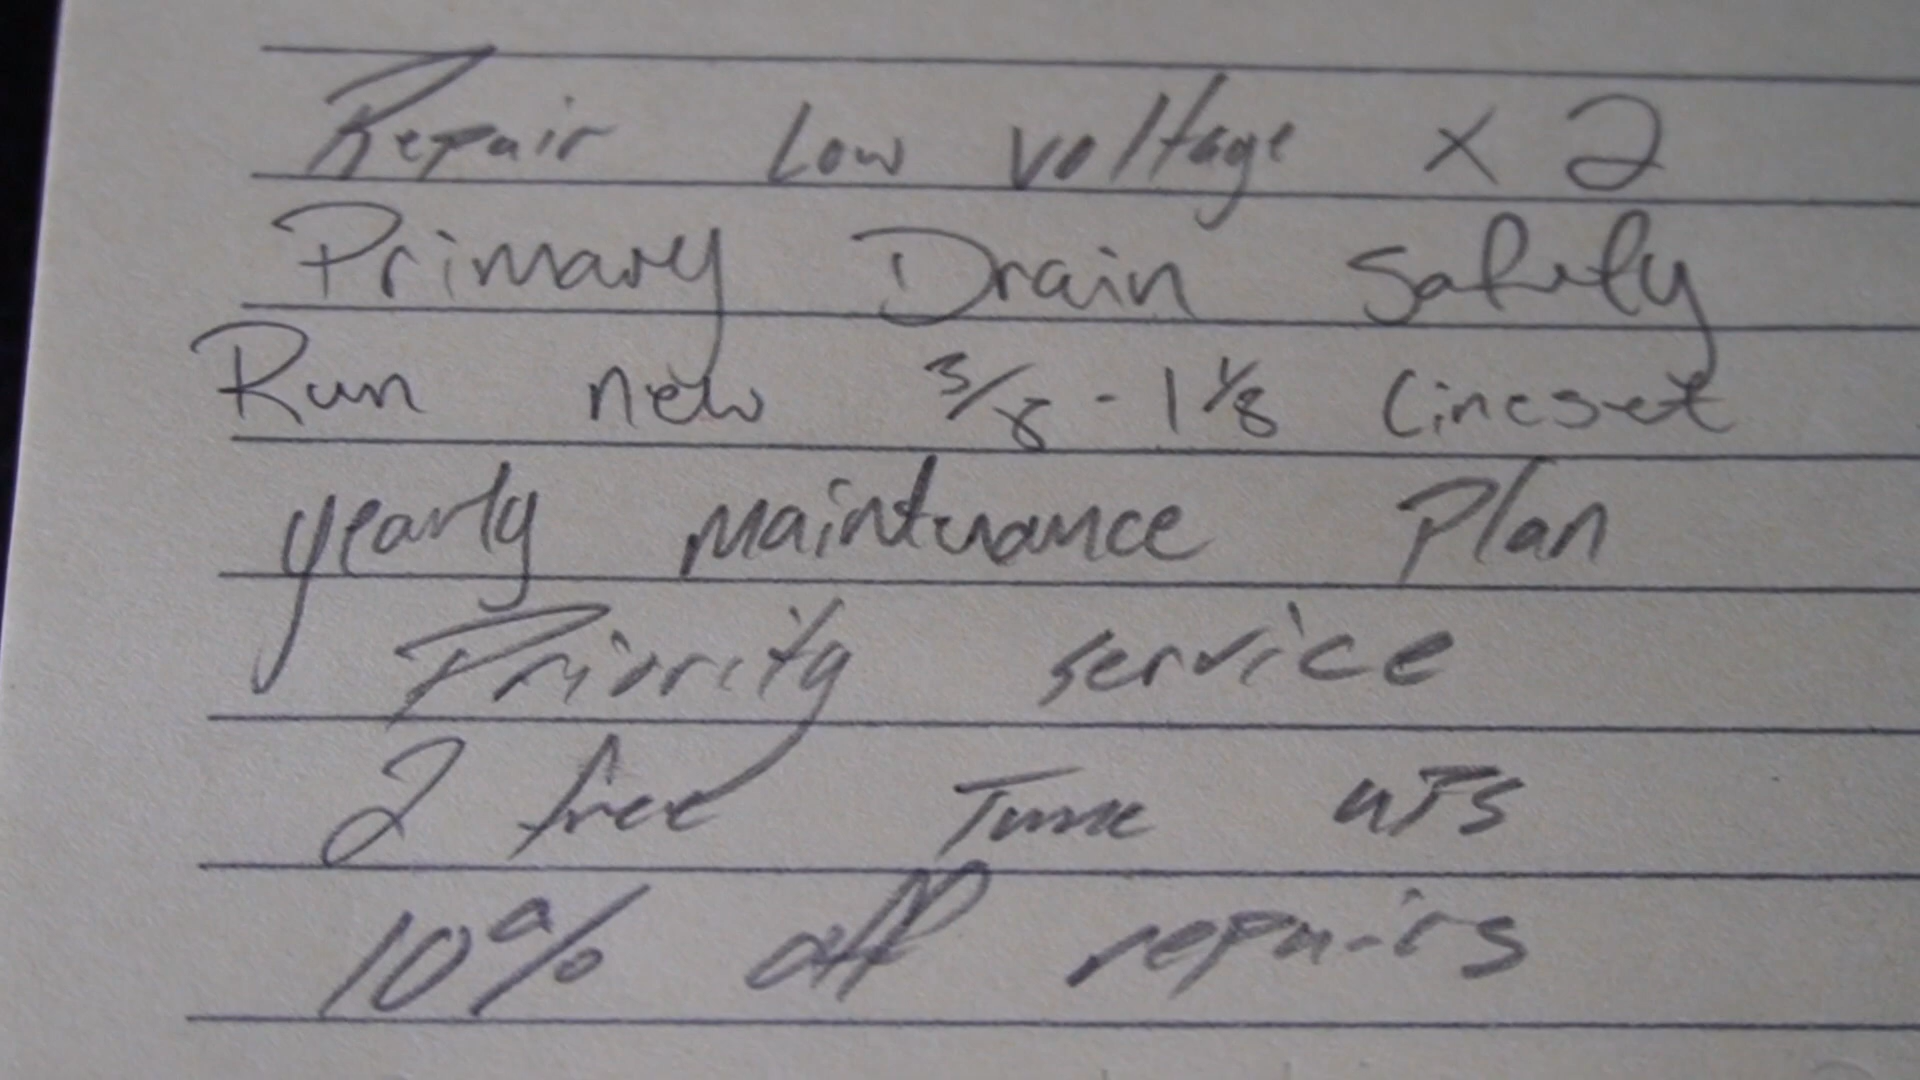 Repair Low voltage x 2
Primary Drain Safety
Run new 3/8 - 1 1/8 Lineset
yearly maintenance Plan
Priority service
2 free Tune UPS
10% off repairs